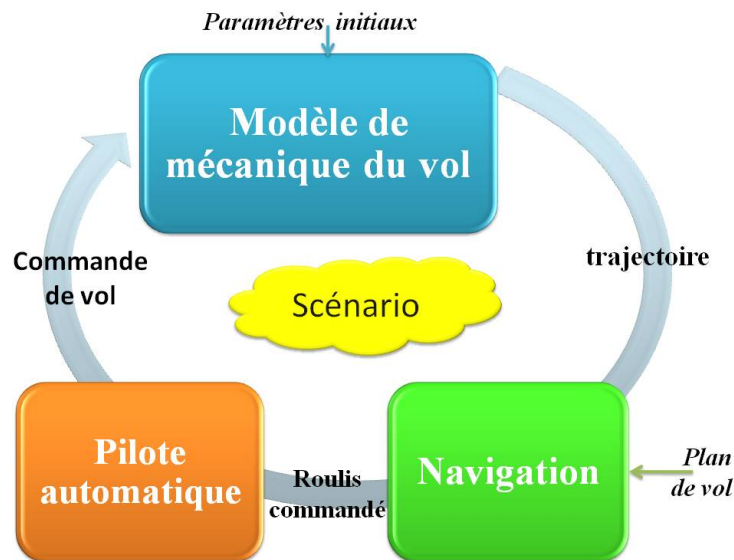 Paramètres initiaux
Modèle de
mécanique du vol
trajectoire
Commande
de vol
Scénario
Pilote
automatique
Roulis
commandé
Navigation
Plan
de vol